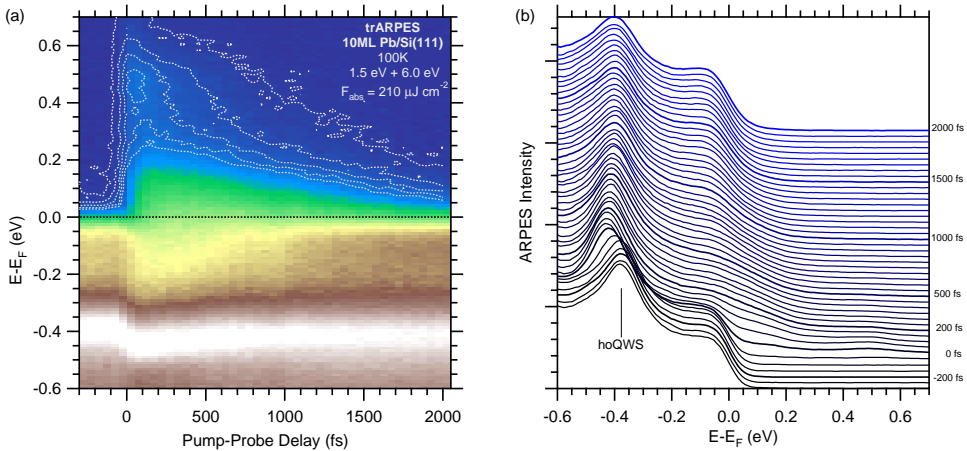 (a)
trARPES
10ML Pb/Si(111)
100K
1.5 eV + 6.0 eV
F_abs. = 210 μJ cm⁻²
E-E_F (eV)
0.6
0.4
0.2
0.0
-0.2
-0.4
-0.6
0
500
1000
1500
2000
Pump-Probe Delay (fs)
(b)
ARPES Intensity
hoQWS
2000 fs
1500 fs
1000 fs
500 fs
200 fs
0 fs
-200 fs
-0.6
-0.4
-0.2
0.0
0.2
0.4
0.6
E-E_F (eV)